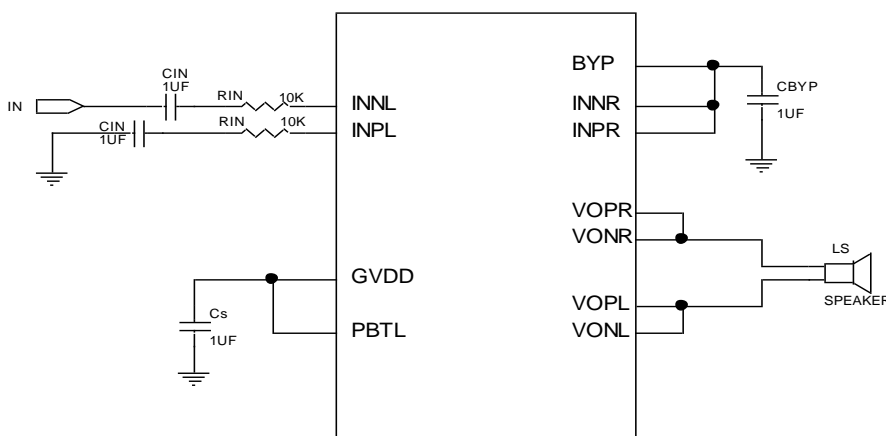 CIN
1UF
RIN
10K
IN
CIN
1UF
RIN
10K
INNL
INPL
GVDD
PBTL
Cs
1UF
BYP
INNR
INPR
CBYP
1UF
VOPR
VONR
VOPL
VONL
LS
SPEAKER